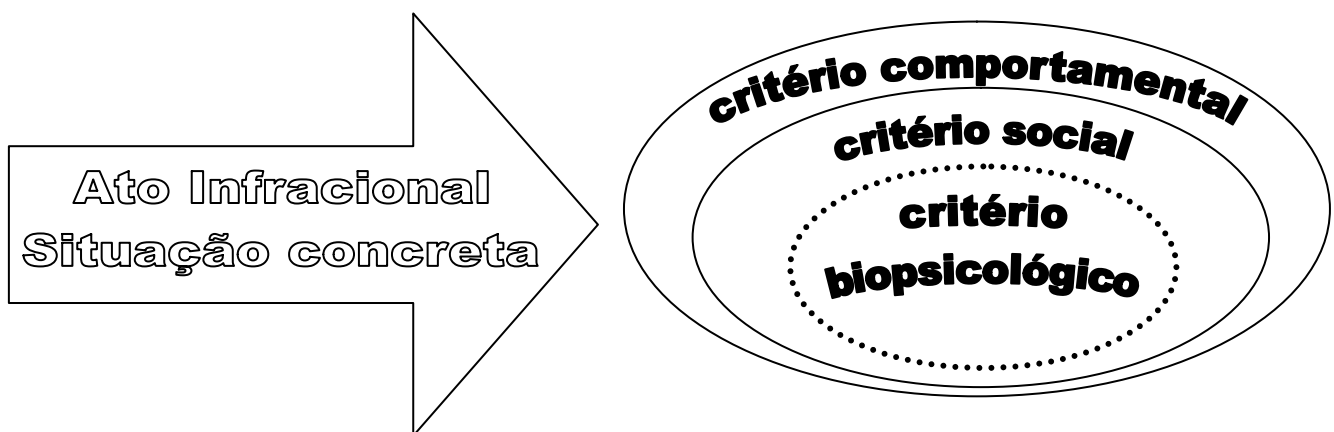 Ato Infracional
Situação concreta
critério comportamental
critério social
critério
biopsicológico